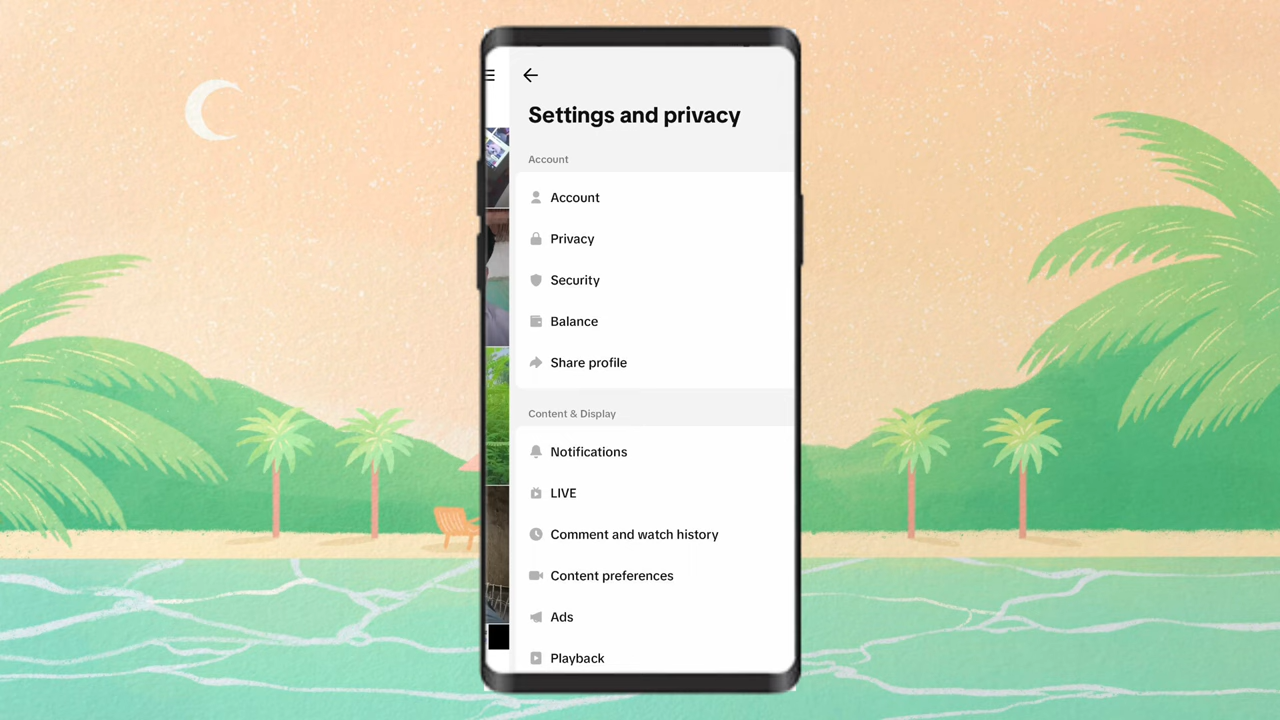 Settings and privacy
Account
Account
Privacy
Security
Balance
Share profile
Content & Display
Notifications
LIVE
Comment and watch history
Content preferences
Ads
Playback